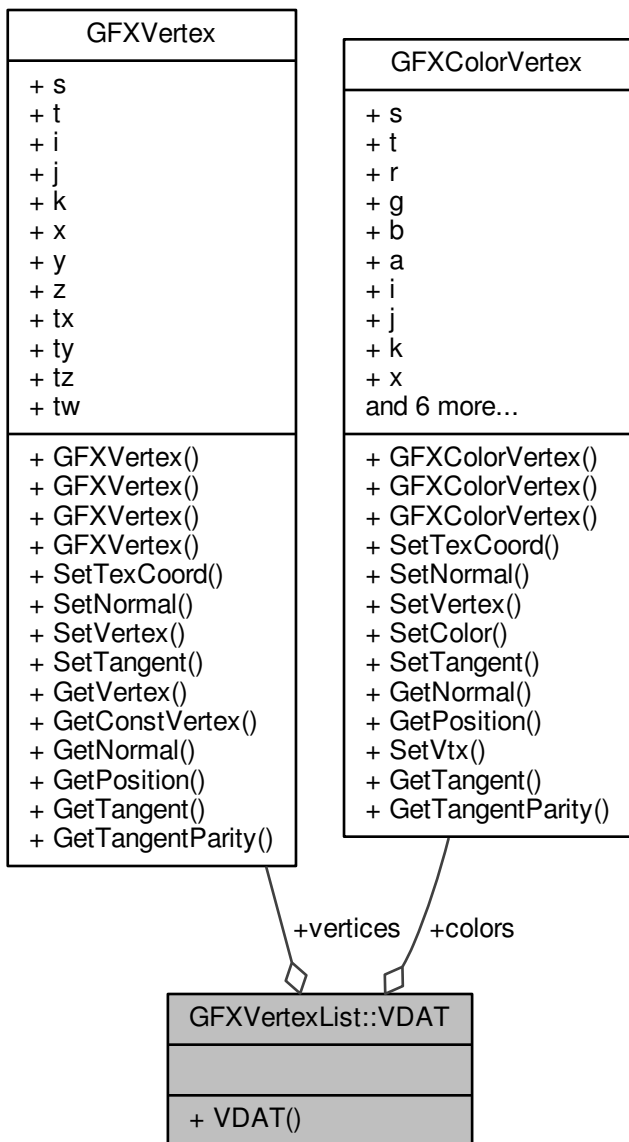 GFXVertex
+ s
+ t
+ i
+ j
+ k
+ x
+ y
+ z
+ tx
+ ty
+ tz
+ tw
+ GFXVertex()
+ GFXVertex()
+ GFXVertex()
+ GFXVertex()
+ SetTexCoord()
+ SetNormal()
+ SetVertex()
+ SetTangent()
+ GetVertex()
+ GetConstVertex()
+ GetNormal()
+ GetPosition()
+ GetTangent()
+ GetTangentParity()
GFXColorVertex
+ s
+ t
+ r
+ g
+ b
+ a
+ i
+ j
+ k
+ x
and 6 more...
+ GFXColorVertex()
+ GFXColorVertex()
+ GFXColorVertex()
+ SetTexCoord()
+ SetNormal()
+ SetVertex()
+ SetColor()
+ SetTangent()
+ GetNormal()
+ GetPosition()
+ SetVtx()
+ GetTangent()
+ GetTangentParity()
+vertices
+colors
GFXVertexList::VDAT
+ VDAT()